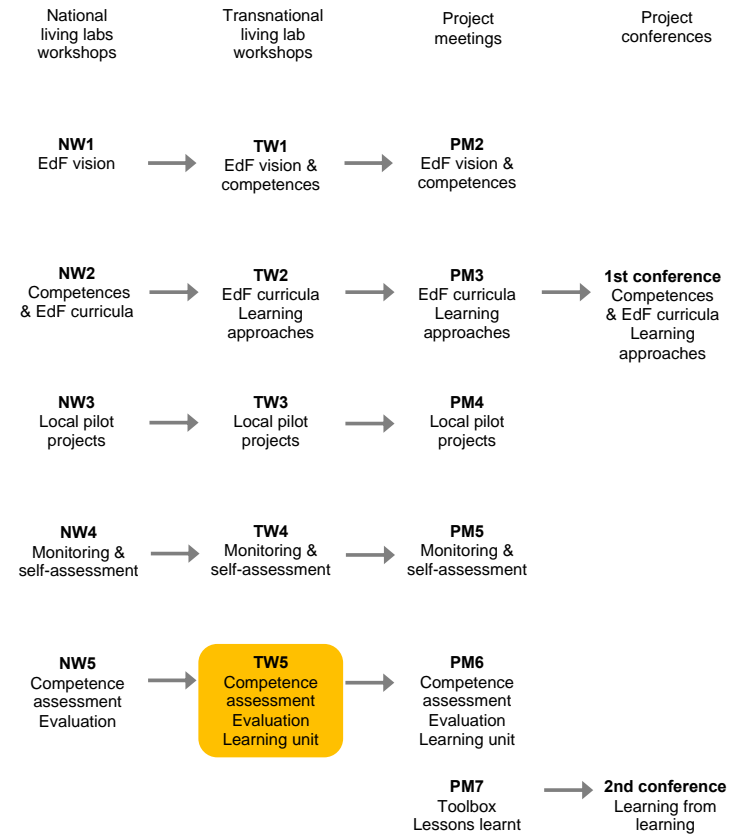 National
living labs
workshops
Transnational
living lab
workshops
Project
meetings
Project
conferences
NW1
EdF vision
TW1
EdF vision &
competences
PM2
EdF vision &
competences
NW2
Competences
& EdF curricula
TW2
EdF curricula
Learning
approaches
PM3
EdF curricula
Learning
approaches
1st conference
Competences
& EdF curricula
Learning
approaches
NW3
Local pilot
projects
TW3
Local pilot
projects
PM4
Local pilot
projects
NW4
Monitoring &
self-assessment
TW4
Monitoring &
self-assessment
PM5
Monitoring &
self-assessment
NW5
Competence
assessment
Evaluation
TW5
Competence
assessment
Evaluation
Learning unit
PM6
Competence
assessment
Evaluation
Learning unit
PM7
Toolbox
Lessons learnt
2nd conference
Learning from
learning